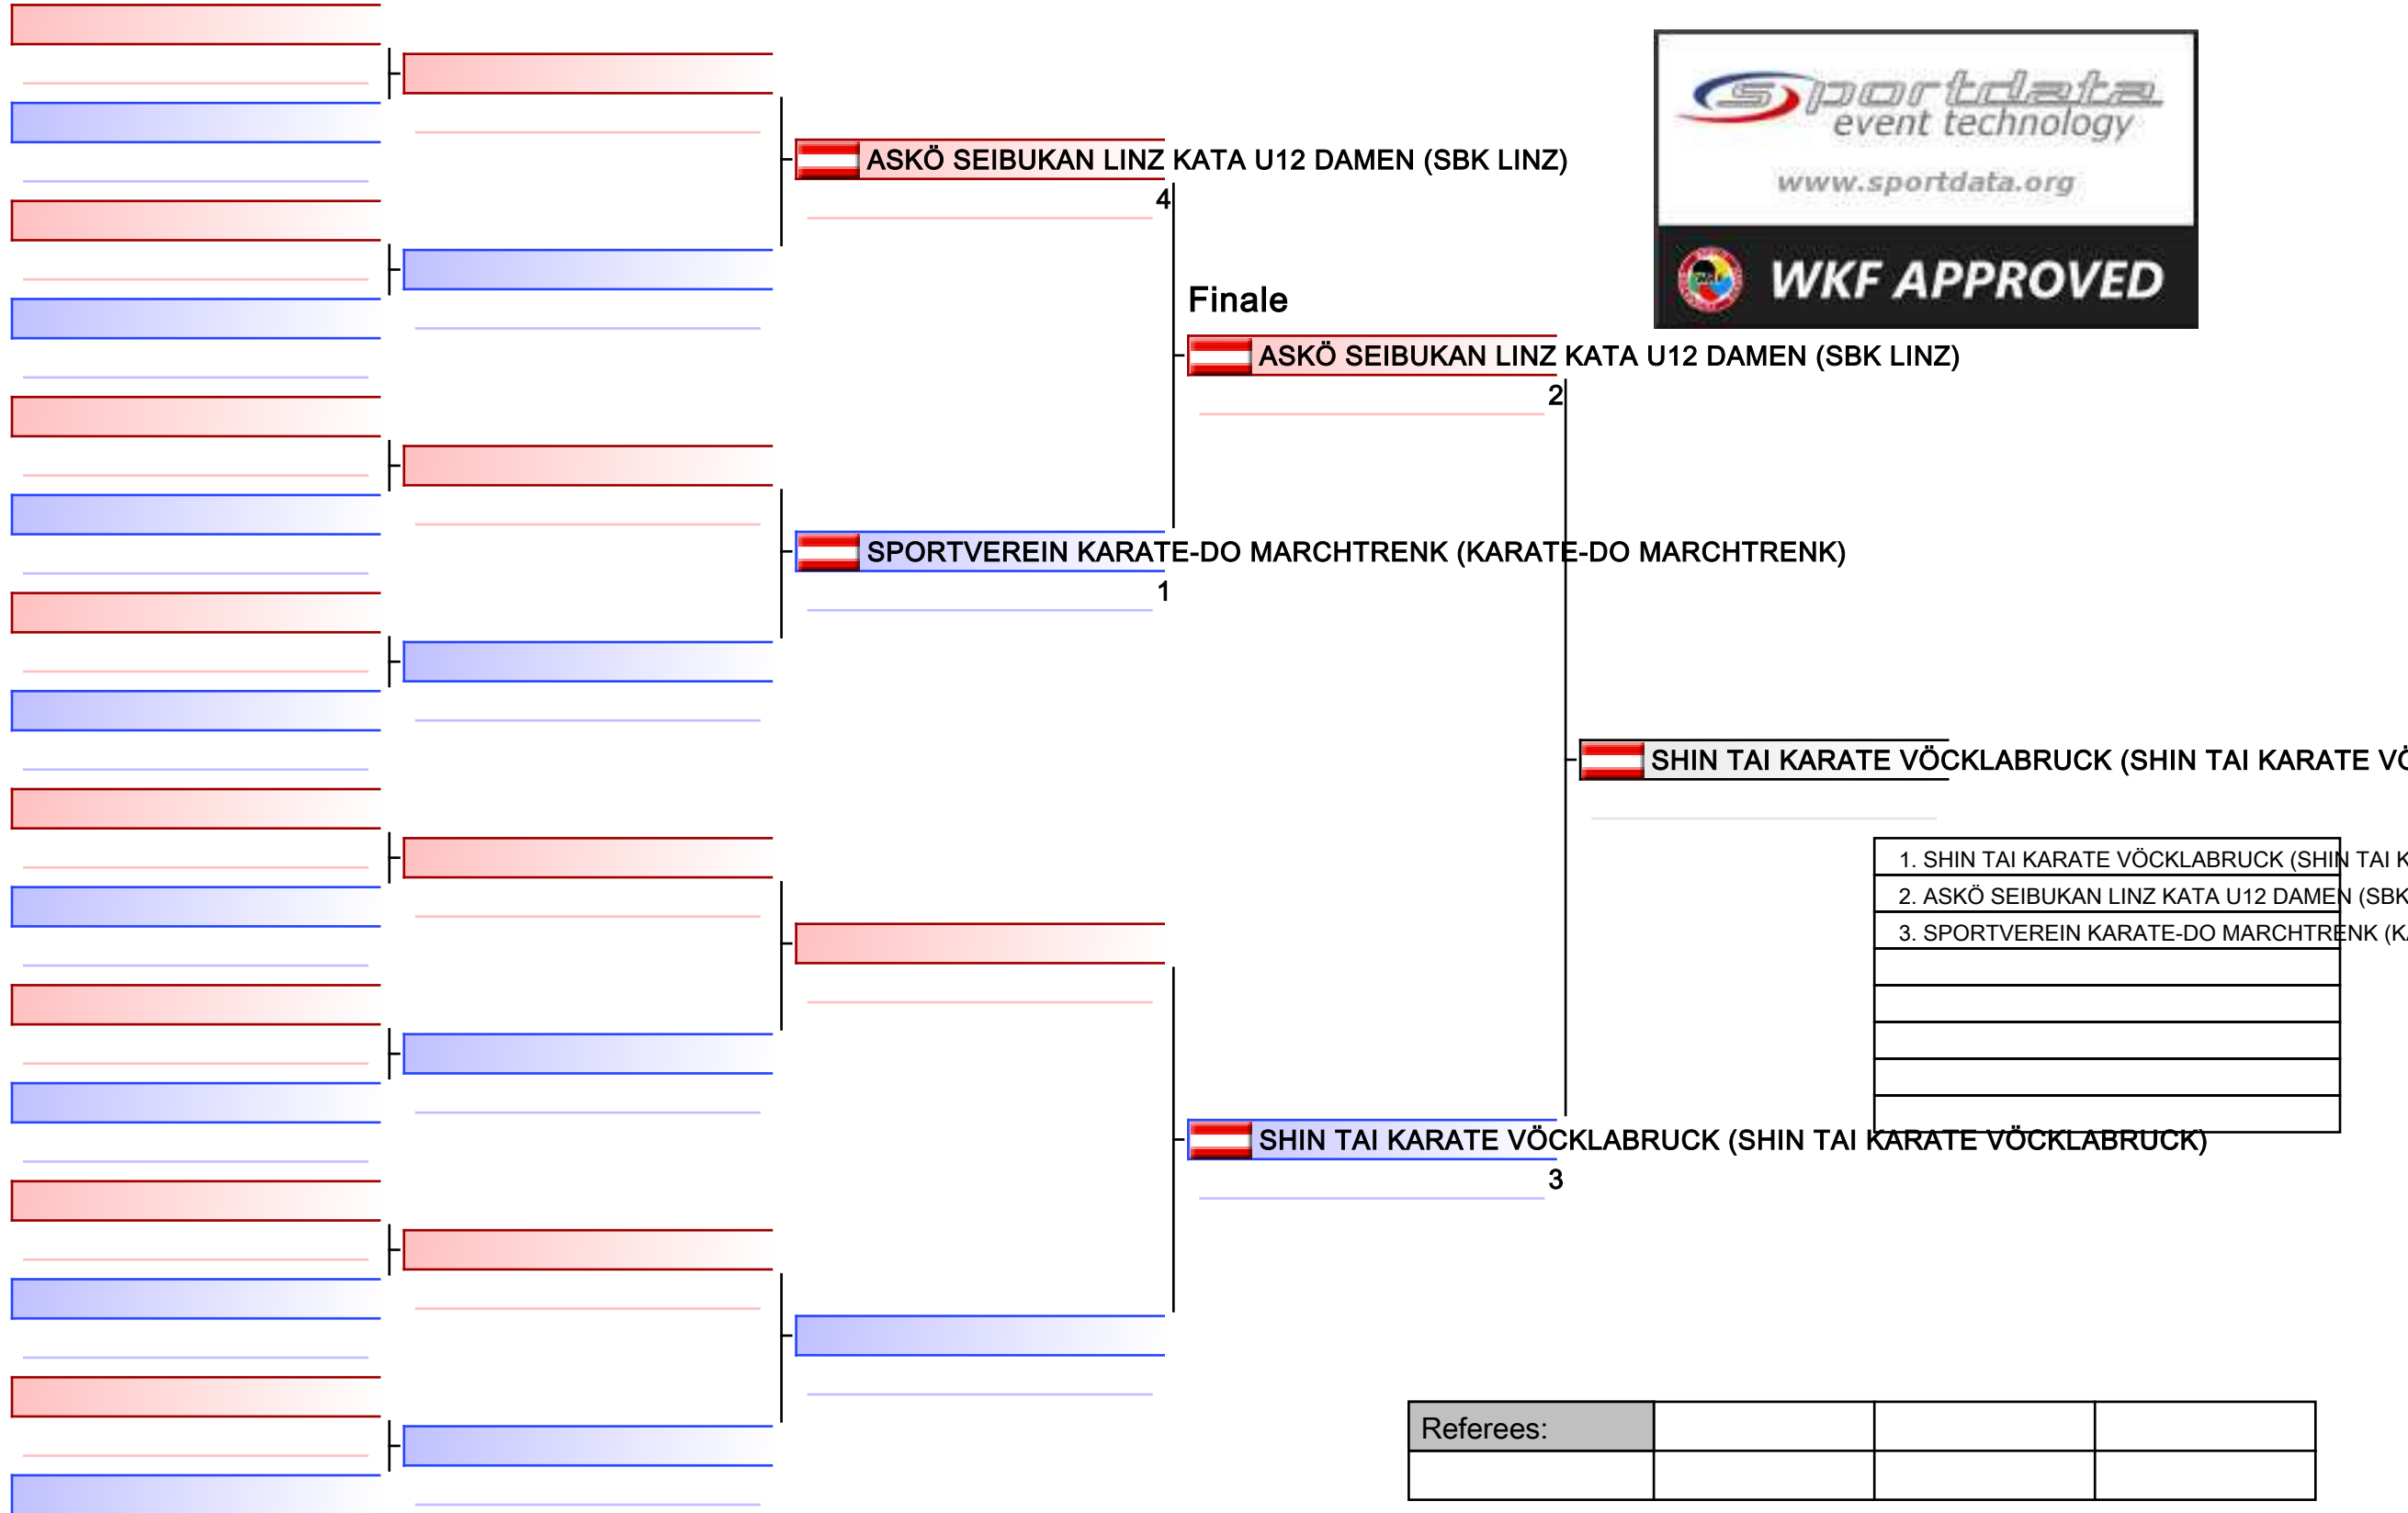 sportdata
event technology
www.sportdata.org
WKF APPROVED
ASKÖ SEIBUKAN LINZ KATA U12 DAMEN (SBK LINZ)
4
Finale
ASKÖ SEIBUKAN LINZ KATA U12 DAMEN (SBK LINZ)
2
SPORTVEREIN KARATE-DO MARCHTRENK (KARATE-DO MARCHTRENK)
1
SHIN TAI KARATE VÖCKLABRUCK (SHIN TAI KARATE VÖ
1. SHIN TAI KARATE VÖCKLABRUCK (SHIN TAI K
2. ASKÖ SEIBUKAN LINZ KATA U12 DAMEN (SBK
3. SPORTVEREIN KARATE-DO MARCHTRENK (KA
SHIN TAI KARATE VÖCKLABRUCK (SHIN TAI KARATE VÖCKLABRUCK)
3
Referees: